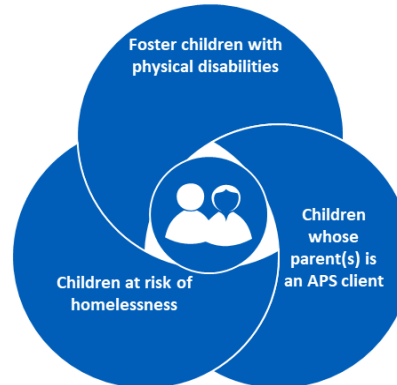 Foster children with
physical disabilities
Children
whose
parent(s) is
an APS client
Children at risk of
homelessness